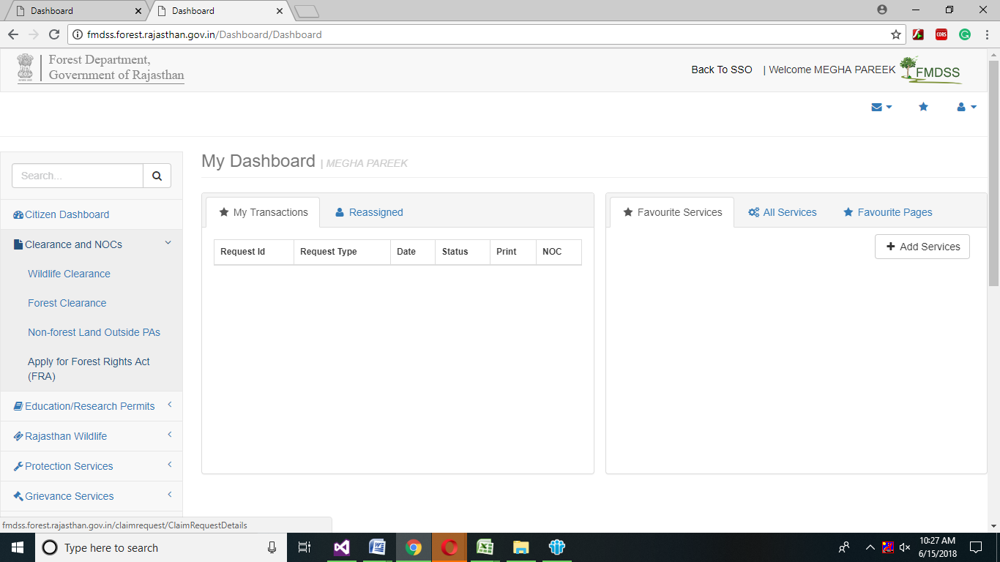 Dashboard
Dashboard
fmdss.forest.rajasthan.gov.in/Dashboard/Dashboard
CORS
Forest Department,
Government of Rajasthan
Back To SSO | Welcome MEGHA PAREEK
FMDSS
My Dashboard | MEGHA PAREEK
Search...
Citizen Dashboard
Clearance and NOCs
Wildlife Clearance
Forest Clearance
Non-forest Land Outside PAs
Apply for Forest Rights Act
(FRA)
Education/Research Permits
Rajasthan Wildlife
Protection Services
Grievance Services
My Transactions
Reassigned
Request Id Request Type Date Status Print NOC
Favourite Services
All Services
Favourite Pages
Add Services
fmdss.forest.rajasthan.gov.in/claimrequest/ClaimRequestDetails
Type here to search
10:27 AM
6/15/2018